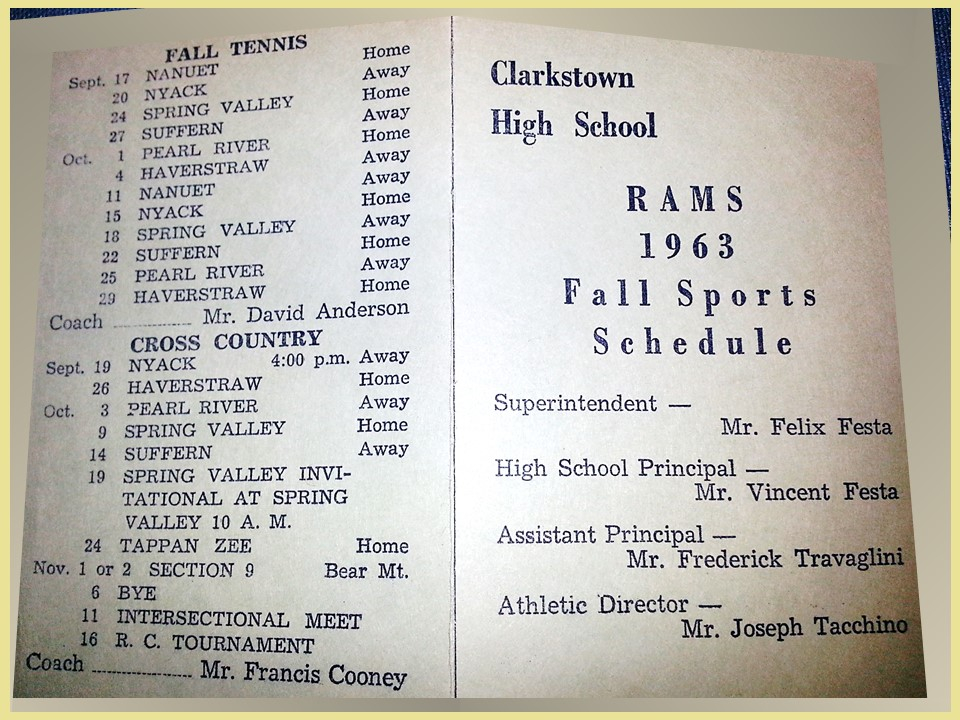 FALL TENNIS
Sept. 17 NANUET Home
20 NYACK Away
24 SPRING VALLEY Home
27 SUFFERN Away
Oct. 1 PEARL RIVER Home
4 HAVERSTRAW Away
11 NANUET Away
15 NYACK Home
18 SPRING VALLEY Away
22 SUFFERN Home
25 PEARL RIVER Away
29 HAVERSTRAW Home
Coach .................... Mr. David Anderson
CROSS COUNTRY
Sept. 19 NYACK 4:00 p.m. Away
26 HAVERSTRAW Home
Oct. 3 PEARL RIVER Away
9 SPRING VALLEY Home
14 SUFFERN Away
19 SPRING VALLEY INVI-
TATIONAL AT SPRING
VALLEY 10 A. M.
24 TAPPAN ZEE Home
Nov. 1 or 2 SECTION 9 Bear Mt.
6 BYE
11 INTERSECTIONAL MEET
16 R. C. TOURNAMENT
Coach ........................ Mr. Francis Cooney
Clarkstown
High School
RAMS
1963
Fall Sports
Schedule
Superintendent —
Mr. Felix Festa
High School Principal —
Mr. Vincent Festa
Assistant Principal —
Mr. Frederick Travaglini
Athletic Director —
Mr. Joseph Tacchino